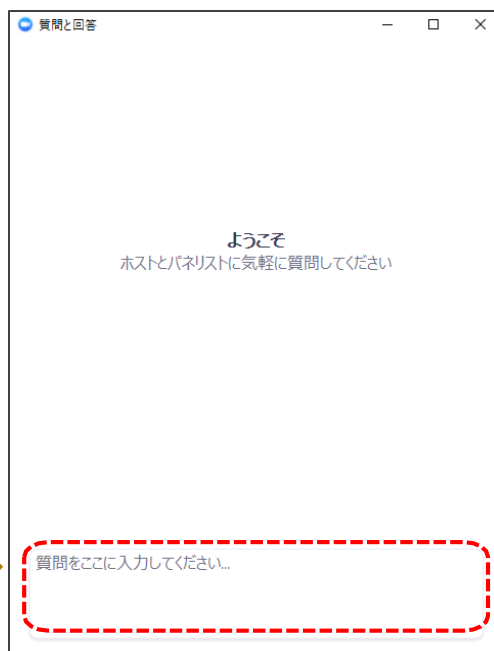 質問と回答
ようこそ
ホストとパネリストに気軽に質問してください
質問をここに入力してください...